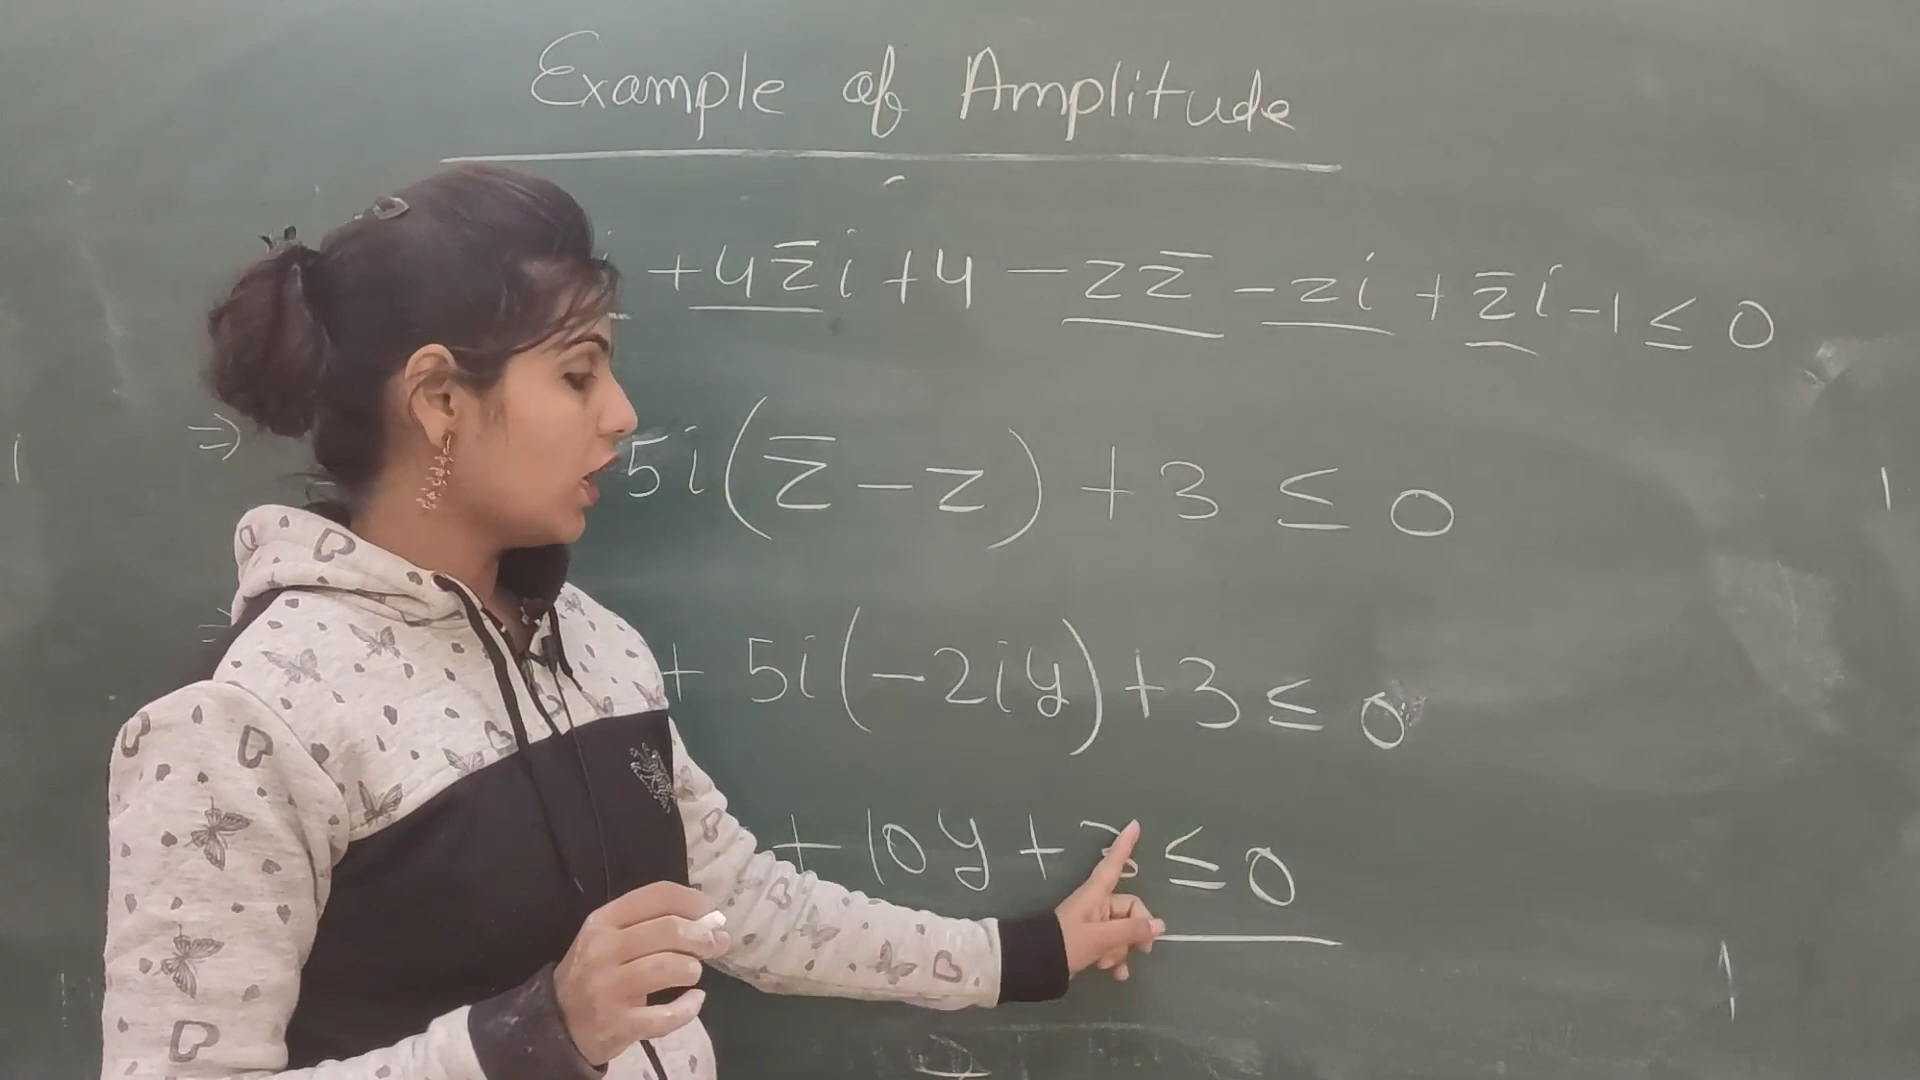 Example of Amplitude
+ 4z̅i + 4 - zz̅ - zi + z̅i - 1 ≤ 0
⇒ 5i(z̅ - z) + 3 ≤ 0
⇒ + 5i(-2iy) + 3 ≤ 0
+ 10y + 3 ≤ 0